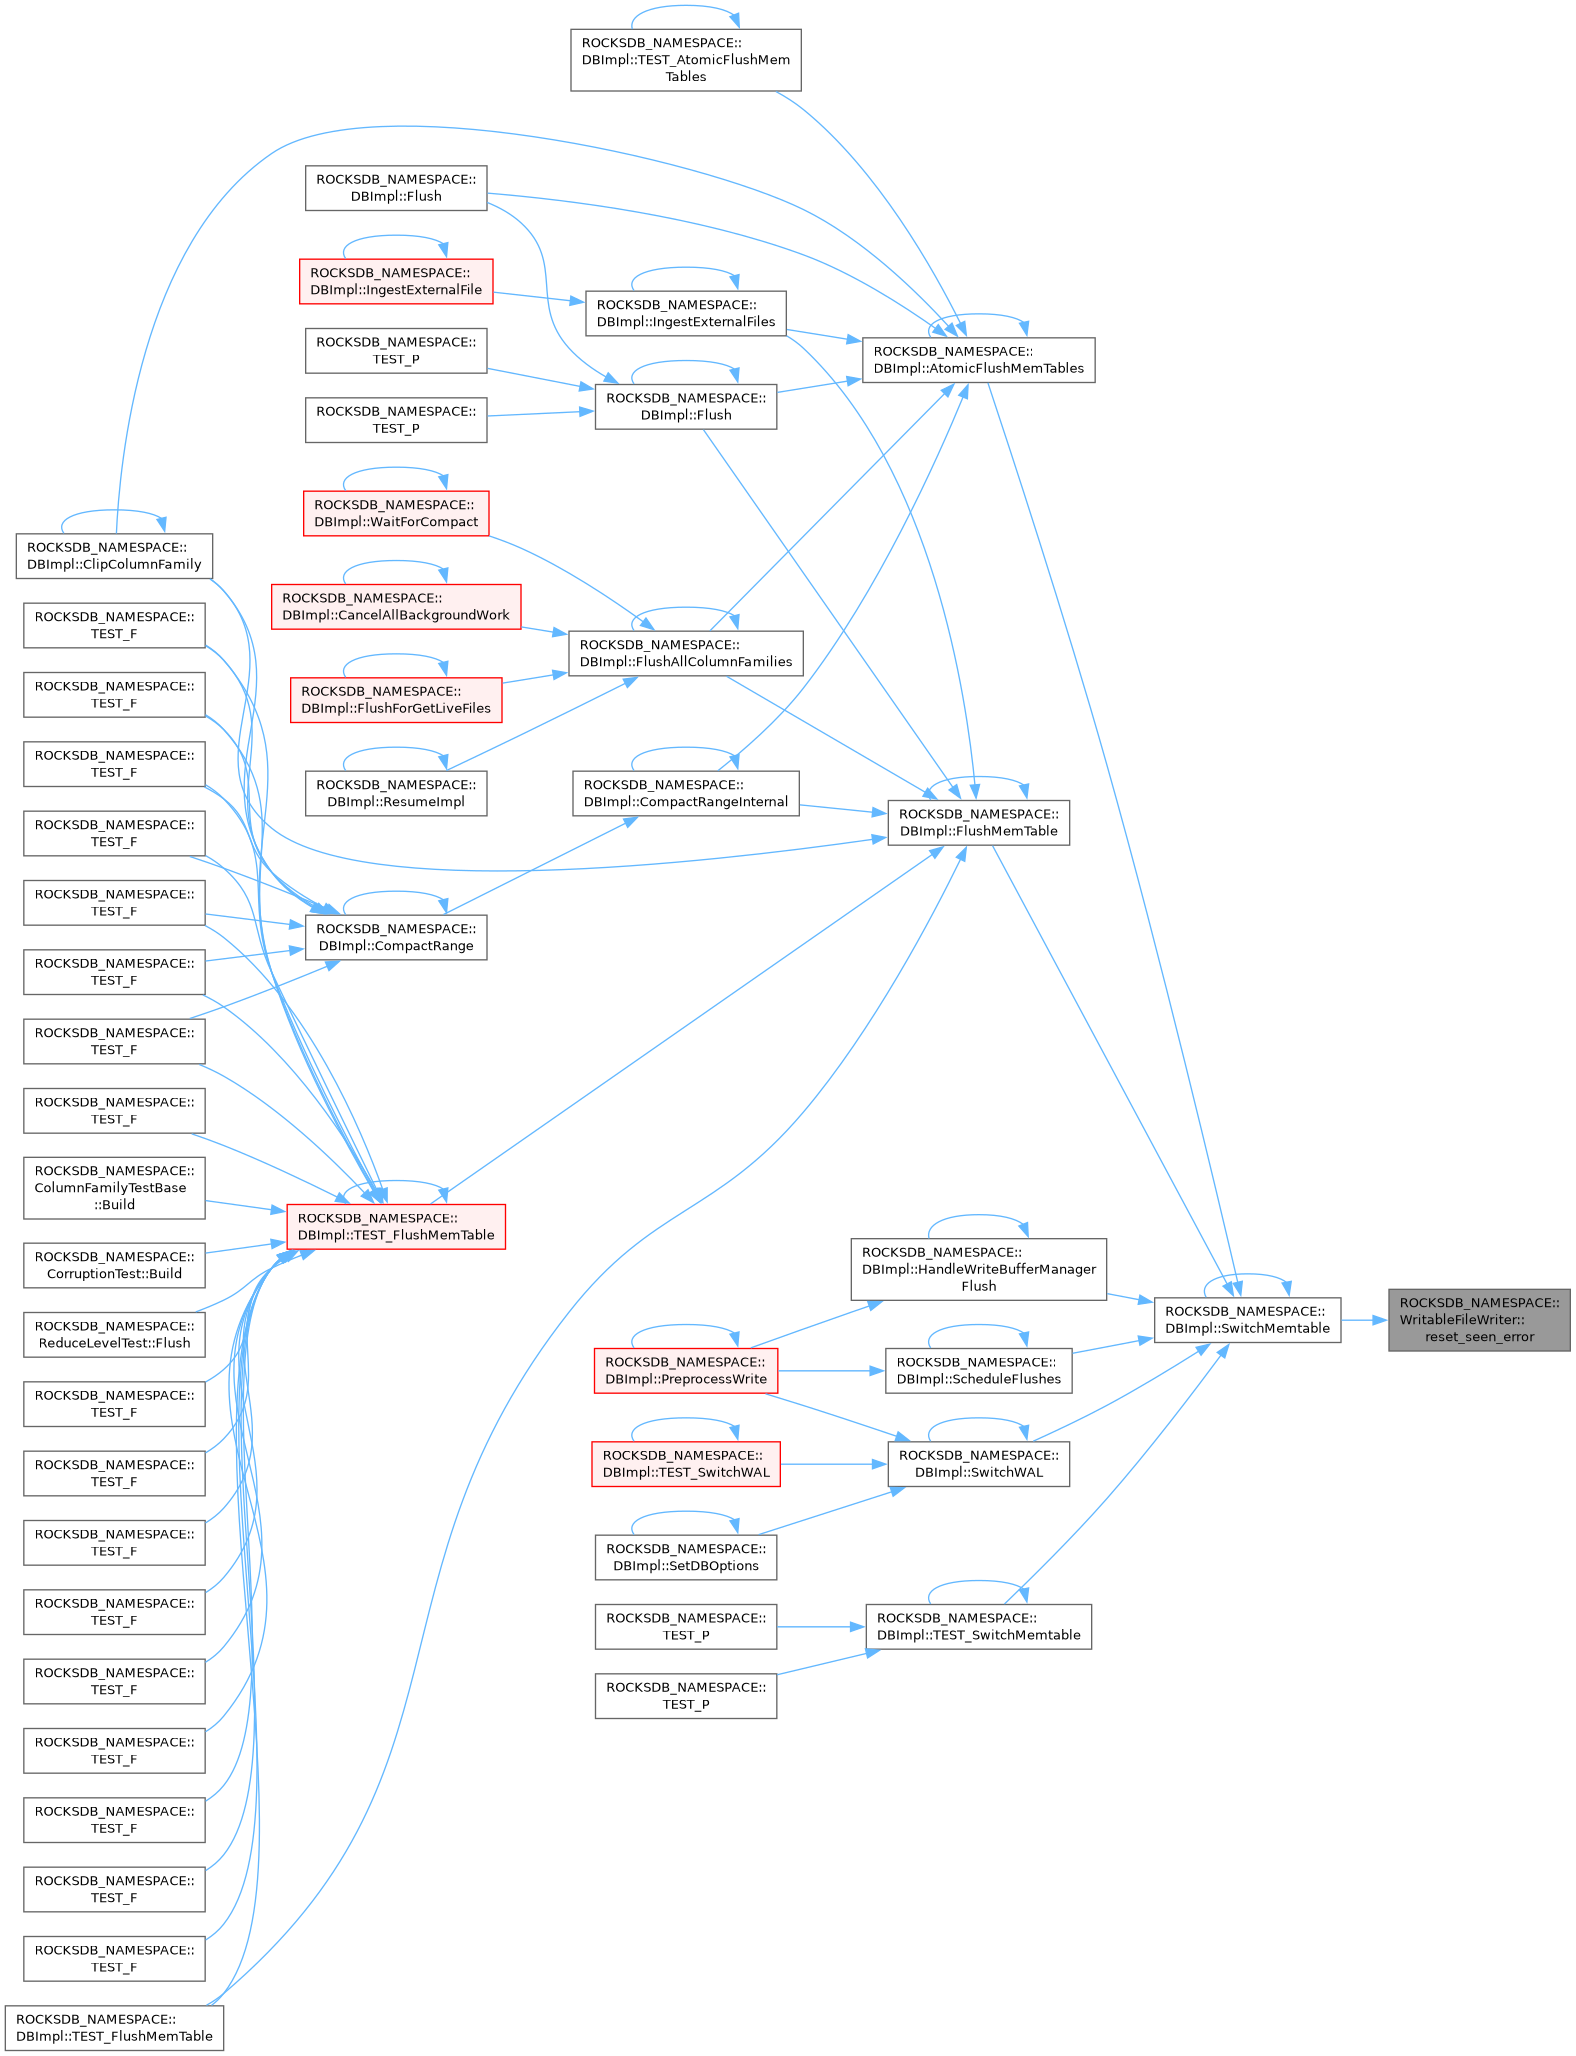 ROCKSDB_NAMESPACE::
DBImpl::TEST_AtomicFlushMem
Tables
ROCKSDB_NAMESPACE::
DBImpl::Flush
ROCKSDB_NAMESPACE::
DBImpl::IngestExternalFile
ROCKSDB_NAMESPACE::
DBImpl::IngestExternalFiles
ROCKSDB_NAMESPACE::
TEST_P
ROCKSDB_NAMESPACE::
DBImpl::AtomicFlushMemTables
ROCKSDB_NAMESPACE::
DBImpl::Flush
ROCKSDB_NAMESPACE::
TEST_P
ROCKSDB_NAMESPACE::
DBImpl::WaitForCompact
ROCKSDB_NAMESPACE::
DBImpl::ClipColumnFamily
ROCKSDB_NAMESPACE::
DBImpl::CancelAllBackgroundWork
ROCKSDB_NAMESPACE::
TEST_F
ROCKSDB_NAMESPACE::
DBImpl::FlushAllColumnFamilies
ROCKSDB_NAMESPACE::
TEST_F
ROCKSDB_NAMESPACE::
DBImpl::FlushForGetLiveFiles
ROCKSDB_NAMESPACE::
TEST_F
ROCKSDB_NAMESPACE::
DBImpl::ResumeImpl
ROCKSDB_NAMESPACE::
DBImpl::CompactRangeInternal
ROCKSDB_NAMESPACE::
DBImpl::FlushMemTable
ROCKSDB_NAMESPACE::
TEST_F
ROCKSDB_NAMESPACE::
TEST_F
ROCKSDB_NAMESPACE::
DBImpl::CompactRange
ROCKSDB_NAMESPACE::
TEST_F
ROCKSDB_NAMESPACE::
TEST_F
ROCKSDB_NAMESPACE::
TEST_F
ROCKSDB_NAMESPACE::
ColumnFamilyTestBase
::Build
ROCKSDB_NAMESPACE::
DBImpl::TEST_FlushMemTable
ROCKSDB_NAMESPACE::
CorruptionTest::Build
ROCKSDB_NAMESPACE::
DBImpl::HandleWriteBufferManager
Flush
ROCKSDB_NAMESPACE::
DBImpl::SwitchMemtable
ROCKSDB_NAMESPACE::
WritableFileWriter::
reset_seen_error
ROCKSDB_NAMESPACE::
ReduceLevelTest::Flush
ROCKSDB_NAMESPACE::
DBImpl::PreprocessWrite
ROCKSDB_NAMESPACE::
DBImpl::ScheduleFlushes
ROCKSDB_NAMESPACE::
TEST_F
ROCKSDB_NAMESPACE::
DBImpl::TEST_SwitchWAL
ROCKSDB_NAMESPACE::
DBImpl::SwitchWAL
ROCKSDB_NAMESPACE::
TEST_F
ROCKSDB_NAMESPACE::
TEST_F
ROCKSDB_NAMESPACE::
DBImpl::SetDBOptions
ROCKSDB_NAMESPACE::
TEST_F
ROCKSDB_NAMESPACE::
TEST_P
ROCKSDB_NAMESPACE::
DBImpl::TEST_SwitchMemtable
ROCKSDB_NAMESPACE::
TEST_F
ROCKSDB_NAMESPACE::
TEST_P
ROCKSDB_NAMESPACE::
TEST_F
ROCKSDB_NAMESPACE::
TEST_F
ROCKSDB_NAMESPACE::
TEST_F
ROCKSDB_NAMESPACE::
TEST_F
ROCKSDB_NAMESPACE::
DBImpl::TEST_FlushMemTable